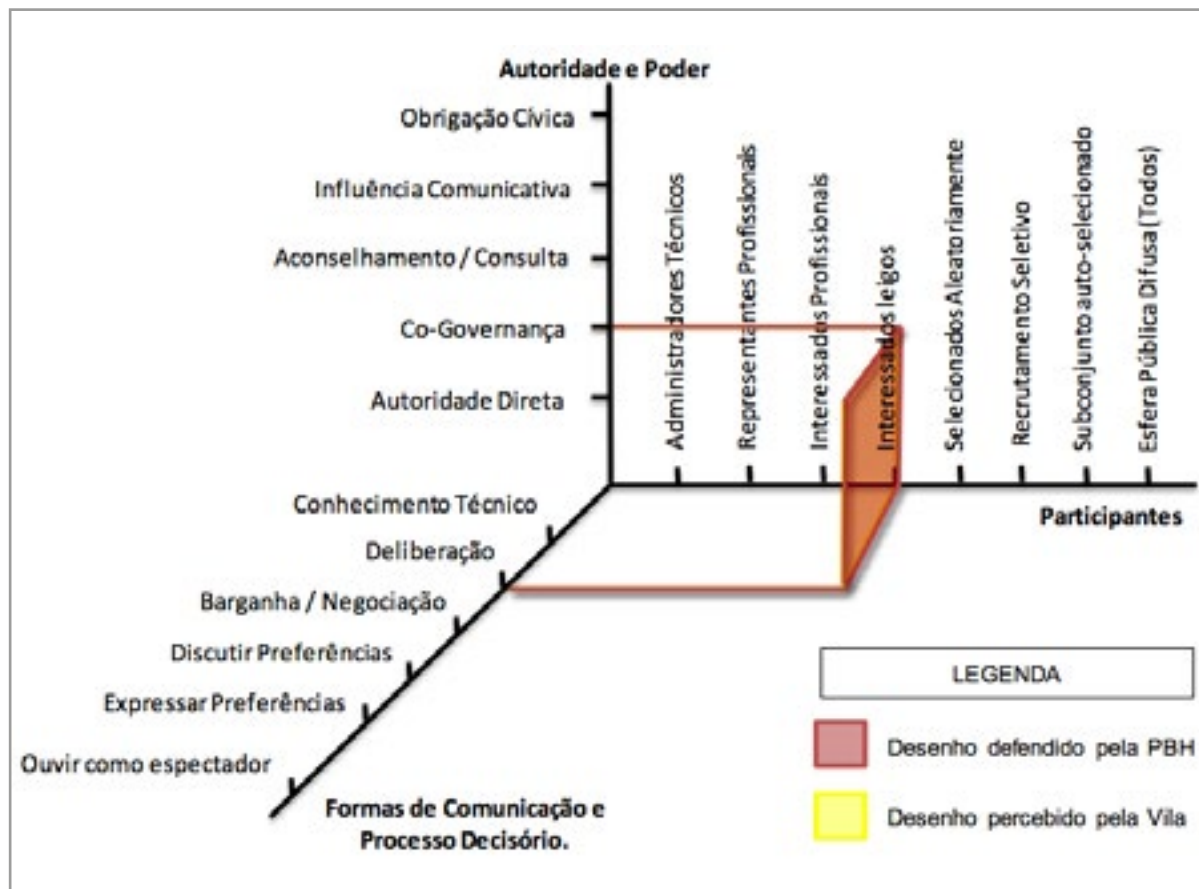 Autoridade e Poder
Obrigação Cívica
Influência Comunicativa
Aconselhamento / Consulta
Co-Governança
Autoridade Direta
Administradores Técnicos
Representantes Profissionais
Interessados Profissionais
Interessados leigos
Selecionados Aleatoriamente
Recrutamento Seletivo
Subconjunto auto-selecionado
Esfera Pública Difusa (Todos)
Participantes
Conhecimento Técnico
Deliberação
Barganha / Negociação
Discutir Preferências
Expressar Preferências
Ouvir como espectador
Formas de Comunicação e
Processo Decisório.
LEGENDA
Desenho defendido pela PBH
Desenho percebido pela Vila